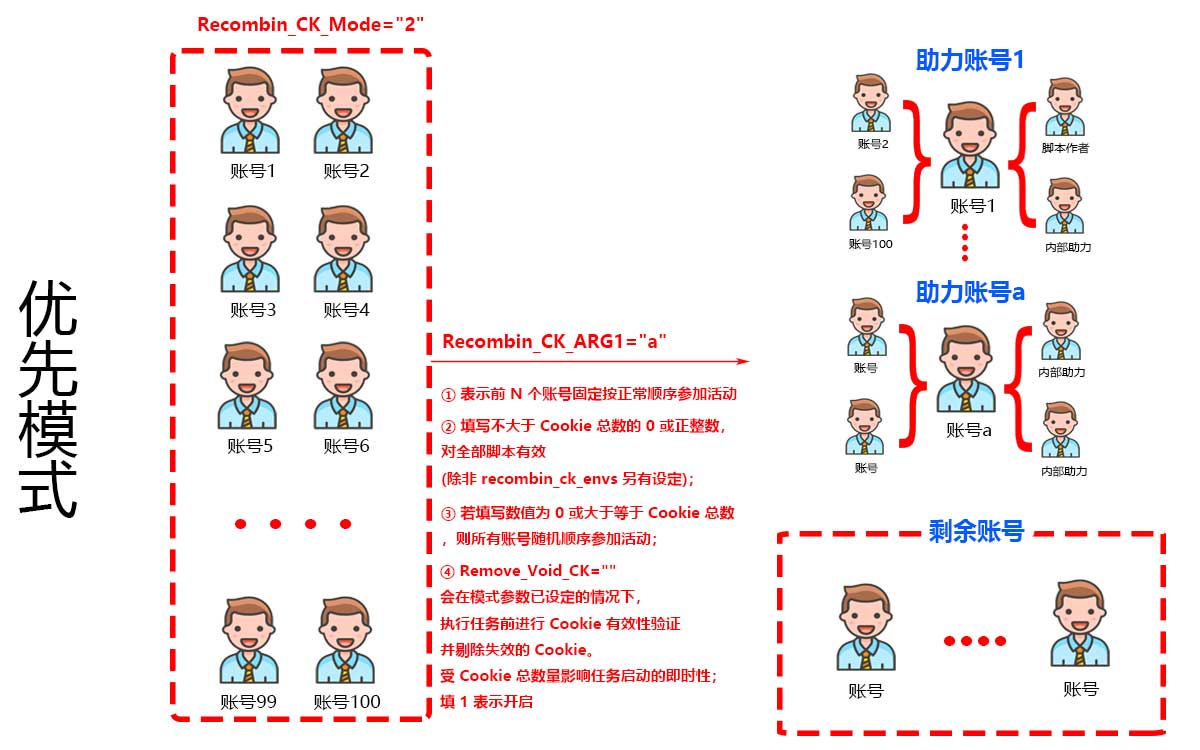 优先模式
Recombin_CK_Mode="2"
账号1
账号2
账号3
账号4
账号5
账号6
账号99
账号100
Recombin_CK_ARG1="a"
① 表示前 N 个账号固定按正常顺序参加活动
② 填写不大于 Cookie 总数的 0 或正整数，
对全部脚本有效
(除非 recombin_ck_envs 另有设定)；
③ 若填写数值为 0 或大于等于 Cookie 总数
，则所有账号随机顺序参加活动；
④ Remove_Void_CK=""
会在模式参数已设定的情况下，
执行任务前进行 Cookie 有效性验证
并剔除失效的 Cookie。
受 Cookie 总数量影响任务启动的即时性；
填 1 表示开启
助力账号1
账号2
账号100
账号1
脚本作者
内部助力
助力账号a
账号
账号
账号a
内部助力
内部助力
剩余账号
账号
账号